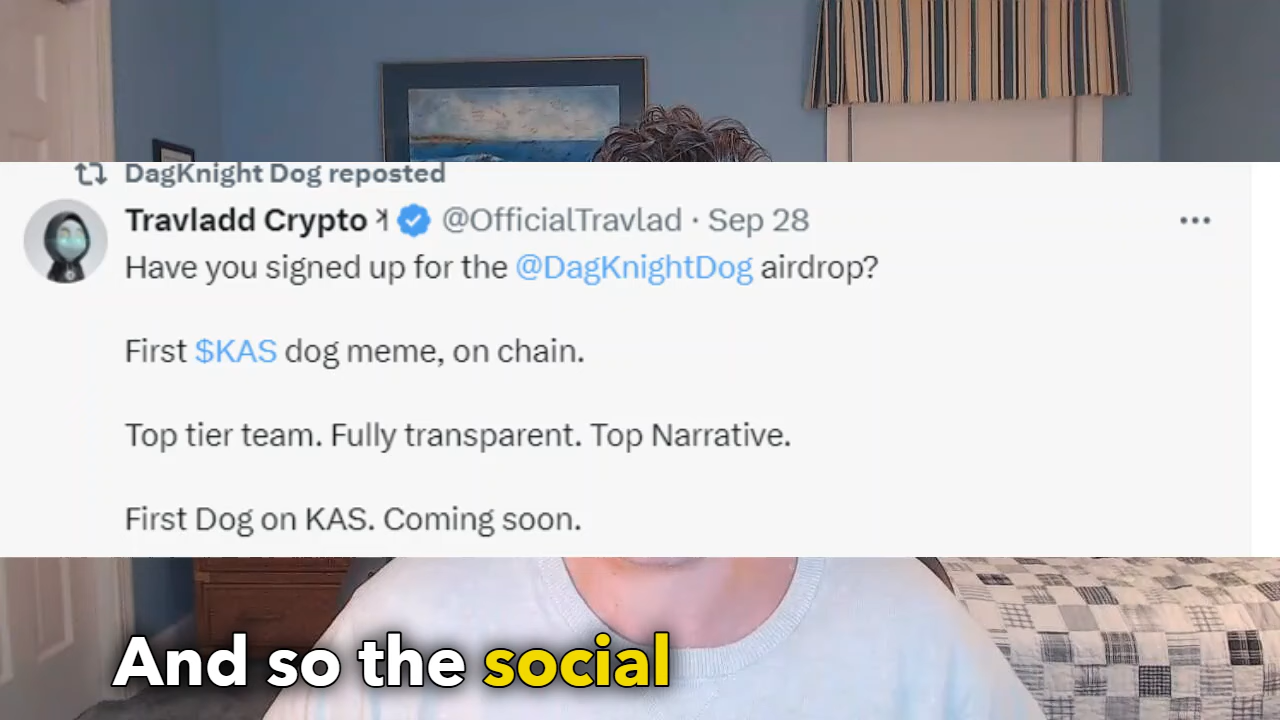 DagKnight Dog reposted
Travladd Crypto @OfficialTravlad · Sep 28
Have you signed up for the @DagKnightDog airdrop?
First $KAS dog meme, on chain.
Top tier team. Fully transparent. Top Narrative.
First Dog on KAS. Coming soon.
And so the social